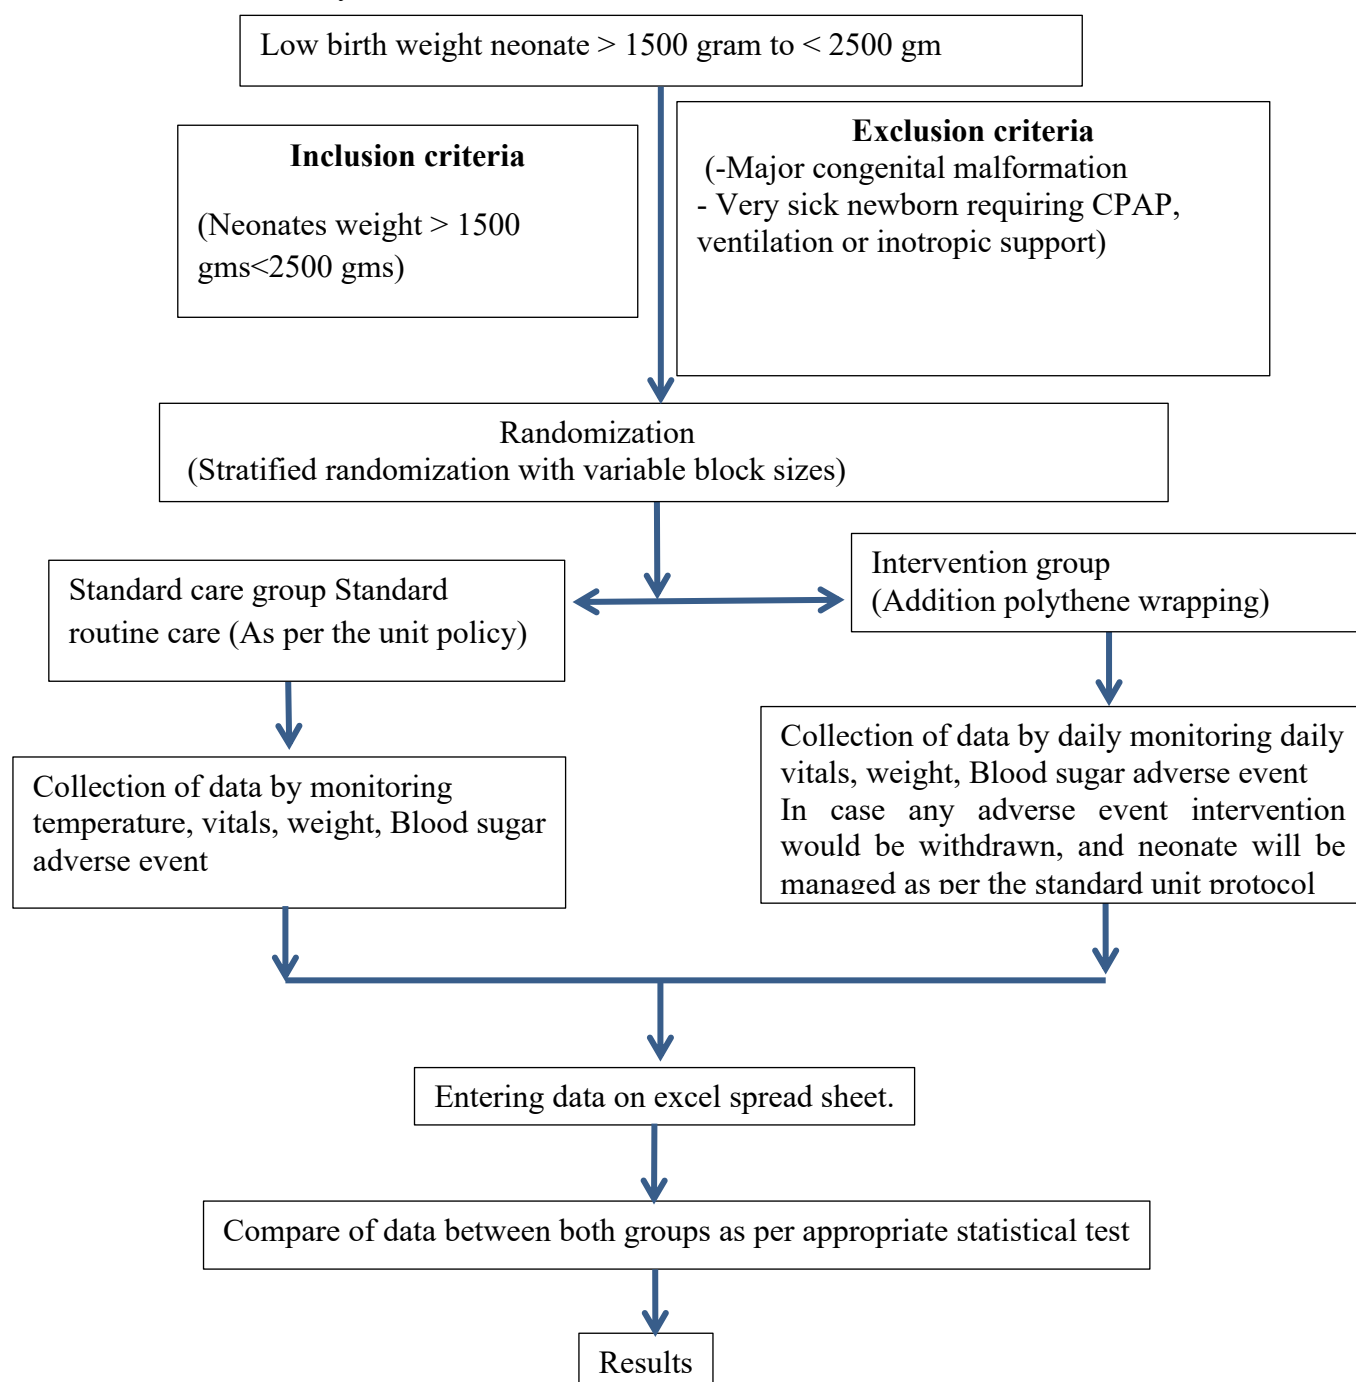 Low birth weight neonate > 1500 gram to < 2500 gm
Inclusion criteria
(Neonates weight > 1500
gms<2500 gms)
Exclusion criteria
(-Major congenital malformation
- Very sick newborn requiring CPAP,
ventilation or inotropic support)
Randomization
(Stratified randomization with variable block sizes)
Standard care group Standard
routine care (As per the unit policy)
Intervention group
(Addition polythene wrapping)
Collection of data by monitoring
temperature, vitals, weight, Blood sugar
adverse event
Collection of data by daily monitoring daily
vitals, weight, Blood sugar adverse event
In case any adverse event intervention
would be withdrawn, and neonate will be
managed as per the standard unit protocol
Entering data on excel spread sheet.
Compare of data between both groups as per appropriate statistical test
Results